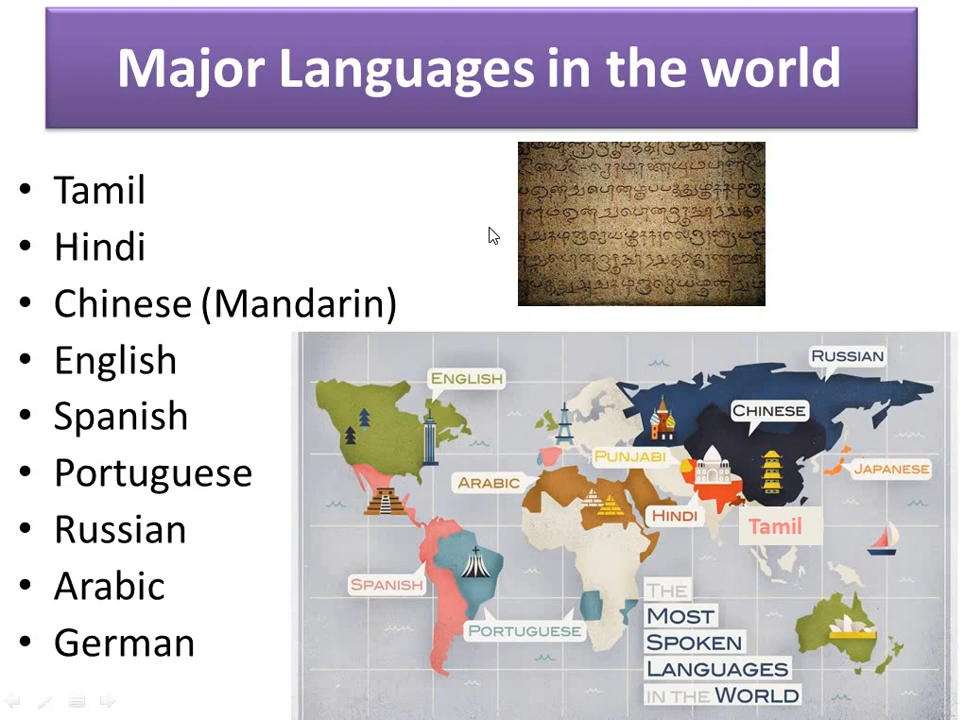 Major Languages in the world
• Tamil
• Hindi
• Chinese (Mandarin)
• English
• Spanish
• Portuguese
• Russian
• Arabic
• German
RUSSIAN
ENGLISH
CHINESE
PUNJABI
JAPANESE
ARABIC
HINDI
Tamil
SPANISH
PORTUGUESE
THE
MOST
SPOKEN
LANGUAGES
IN THE WORLD